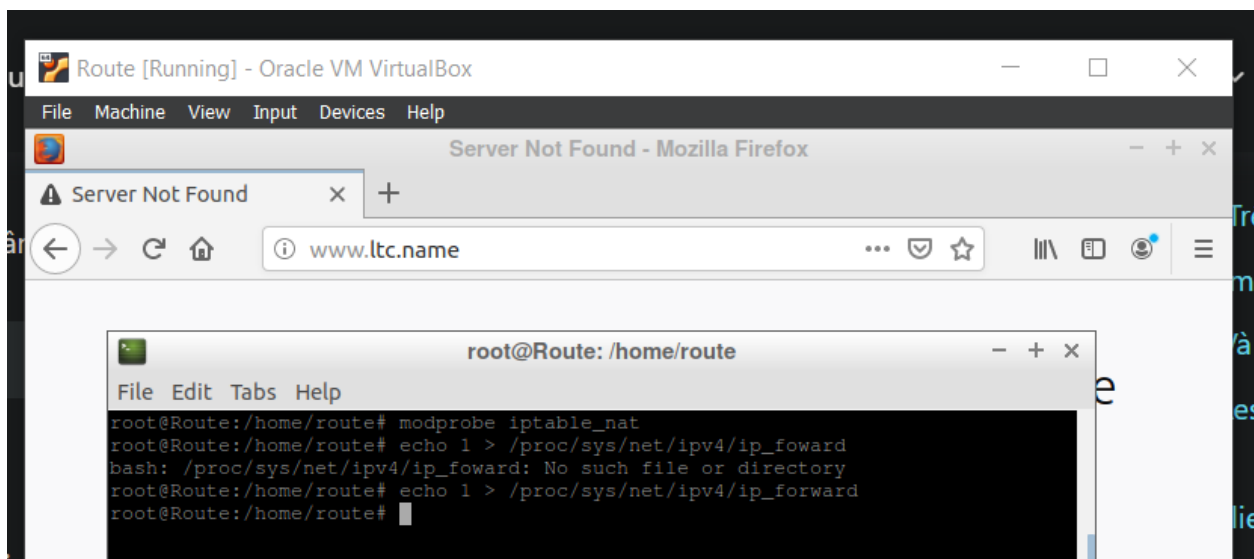 Route [Running] - Oracle VM VirtualBox
File Machine View Input Devices Help
Server Not Found - Mozilla Firefox
Server Not Found
www.ltc.name
root@Route: /home/route
File Edit Tabs Help
root@Route:/home/route# modprobe iptable_nat
root@Route:/home/route# echo 1 > /proc/sys/net/ipv4/ip_foward
bash: /proc/sys/net/ipv4/ip_foward: No such file or directory
root@Route:/home/route# echo 1 > /proc/sys/net/ipv4/ip_forward
root@Route:/home/route#